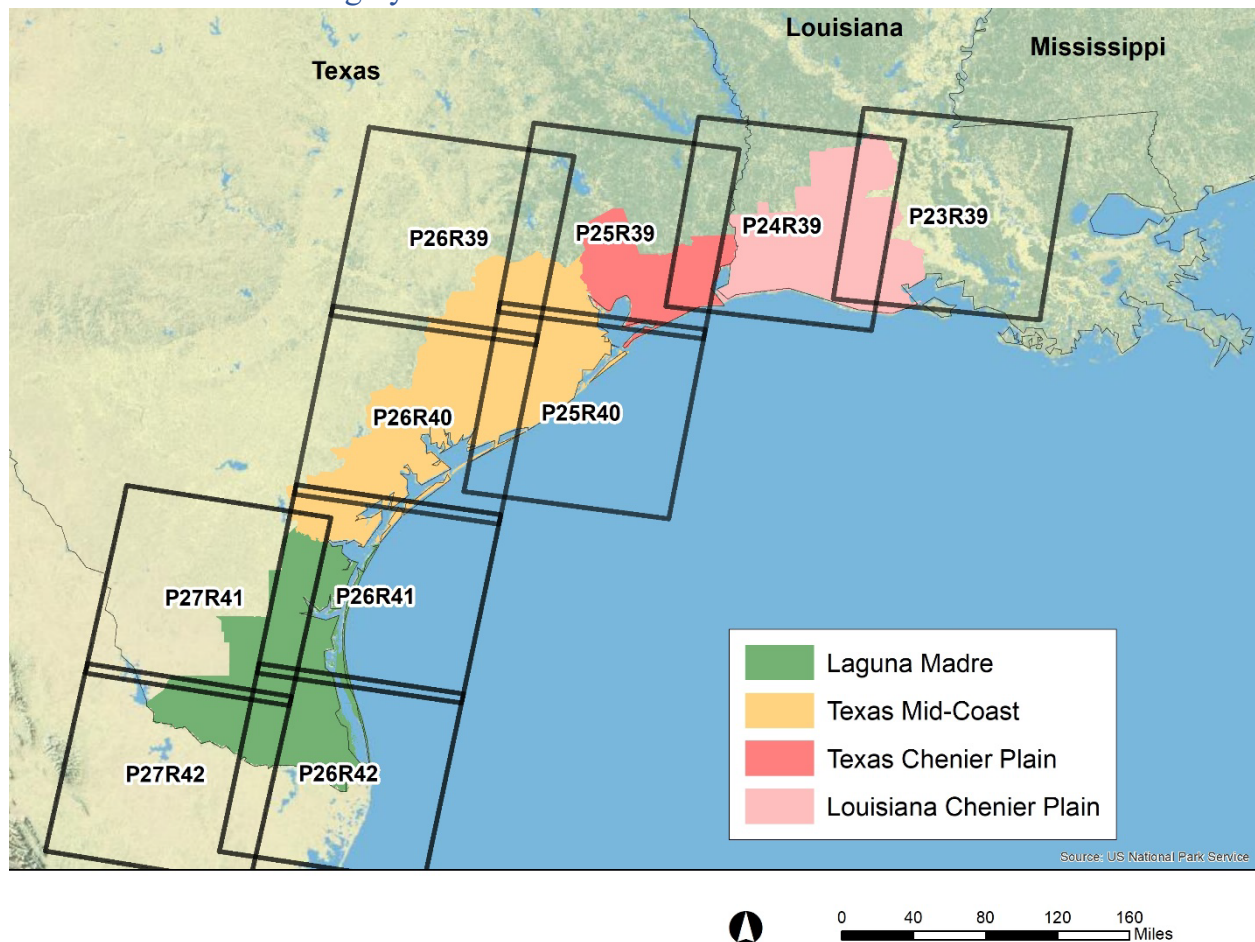 Louisiana
Mississippi
Texas
P23R39
P24R39
P25R39
P26R39
P26R40
P25R40
P27R41
P26R41
P27R42
P26R42
Laguna Madre
Texas Mid-Coast
Texas Chenier Plain
Louisiana Chenier Plain
Source: US National Park Service
0 40 80 120 160
Miles